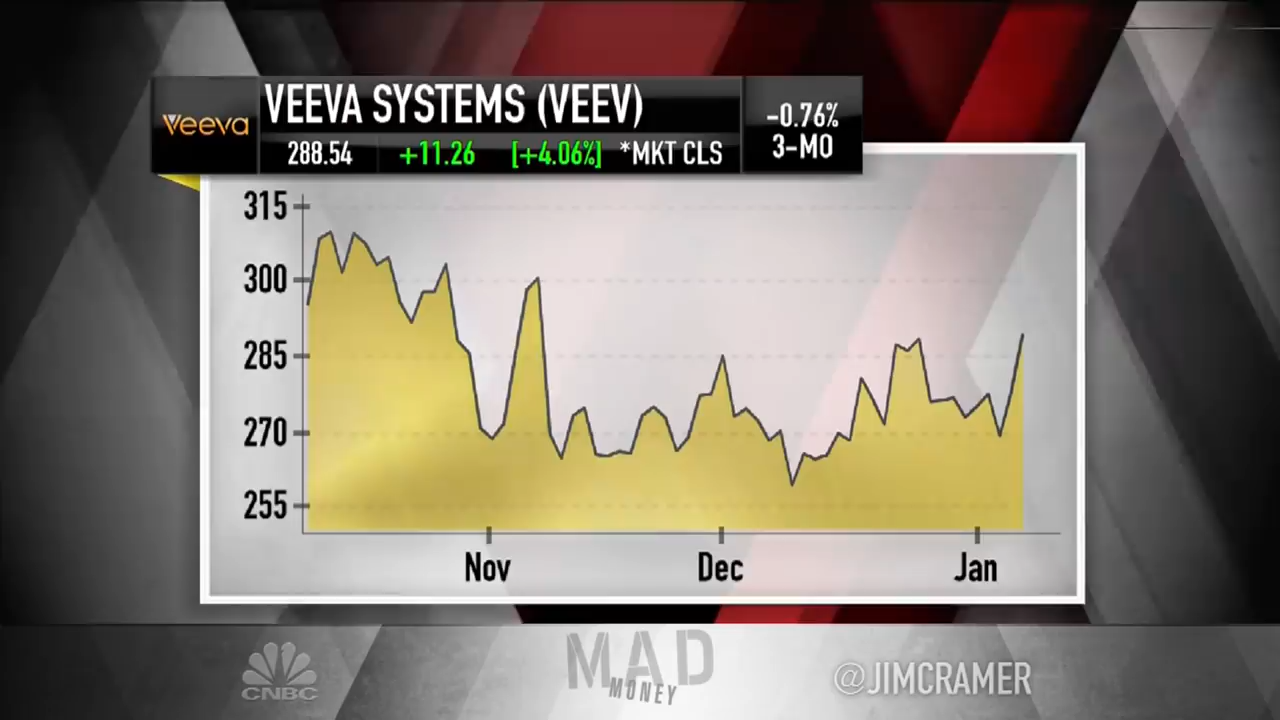 Veeva
VEEVA SYSTEMS (VEEV)
288.54 +11.26 [+4.06%] *MKT CLS
-0.76%
3-MO
315
300
285
270
255
Nov Dec Jan
CNBC
MAD
MONEY
@JIMCRAMER